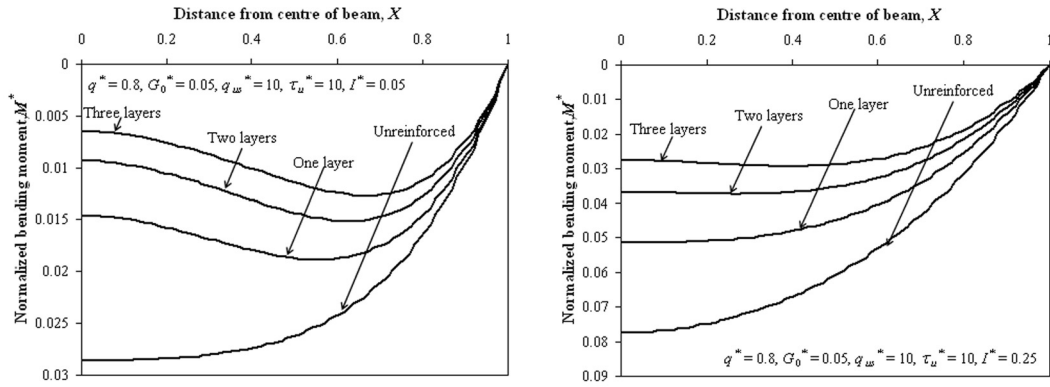 Distance from centre of beam, X
0 0.2 0.4 0.6 0.8 1
0
0.005
0.01
0.015
0.02
0.025
0.03
Normalized bending moment, M*
q* = 0.8, G0* = 0.05, qus* = 10, τu* = 10, I* = 0.05
Three layers
Two layers
Unreinforced
One layer
Distance from centre of beam, X
0 0.2 0.4 0.6 0.8 1
0
0.01
0.02
0.03
0.04
0.05
0.06
0.07
0.08
0.09
Normalized bending moment, M*
One layer
Unreinforced
Three layers
Two layers
q* = 0.8, G0* = 0.05, qus* = 10, τu* = 10, I* = 0.25